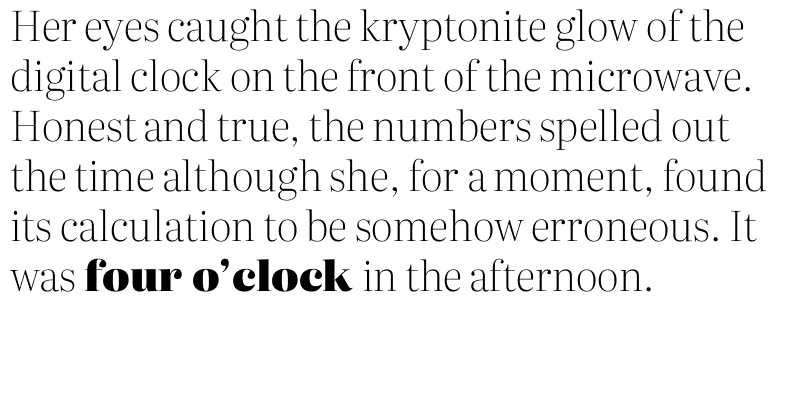 Her eyes caught the kryptonite glow of the
digital clock on the front of the microwave.
Honest and true, the numbers spelled out
the time although she, for a moment, found
its calculation to be somehow erroneous. It
was four o’clock in the afternoon.